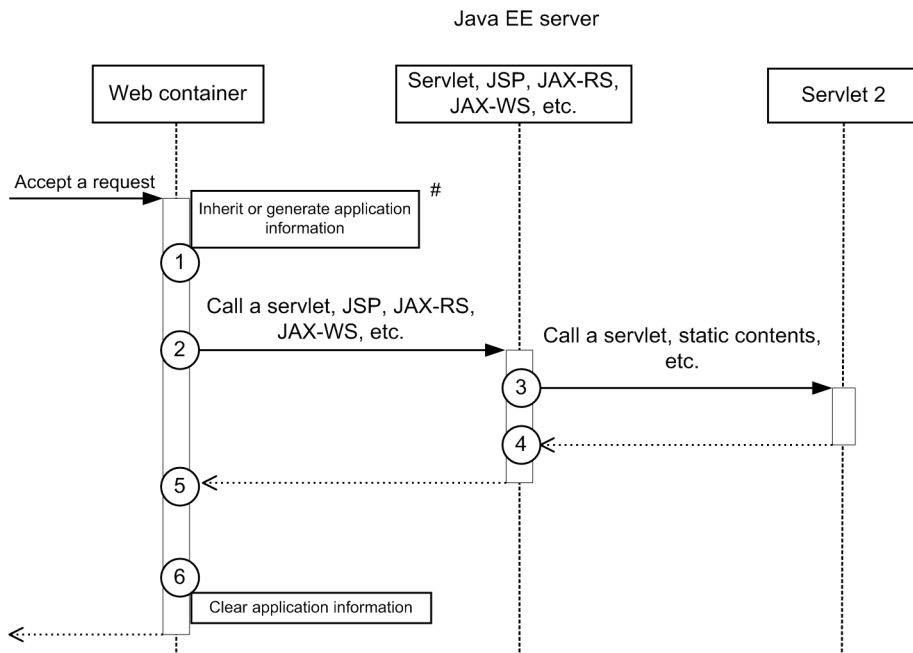 Java EE server
Web container
Servlet, JSP, JAX-RS,
JAX-WS, etc.
Servlet 2
Accept a request
#
Inherit or generate application
information
1
Call a servlet, JSP, JAX-RS,
JAX-WS, etc.
2
Call a servlet, static contents,
etc.
3
4
5
6
Clear application information